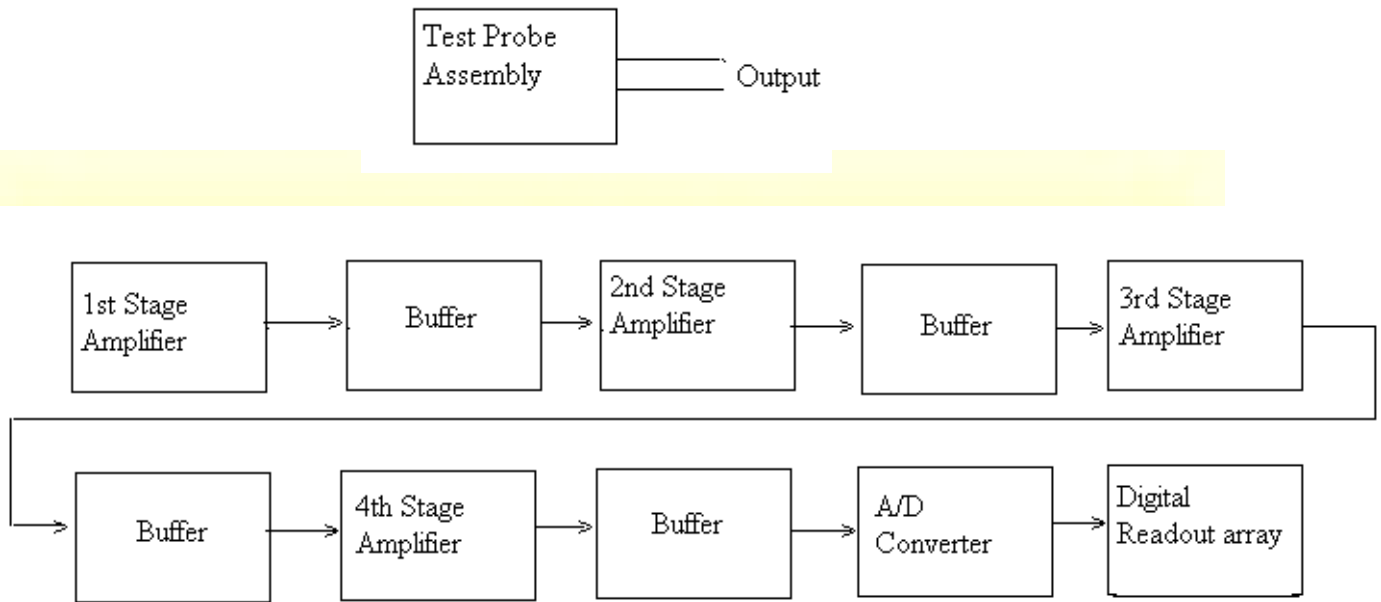 Test Probe
Assembly
Output
1st Stage
Amplifier
Buffer
2nd Stage
Amplifier
Buffer
3rd Stage
Amplifier
Buffer
4th Stage
Amplifier
Buffer
A/D
Converter
Digital
Readout array